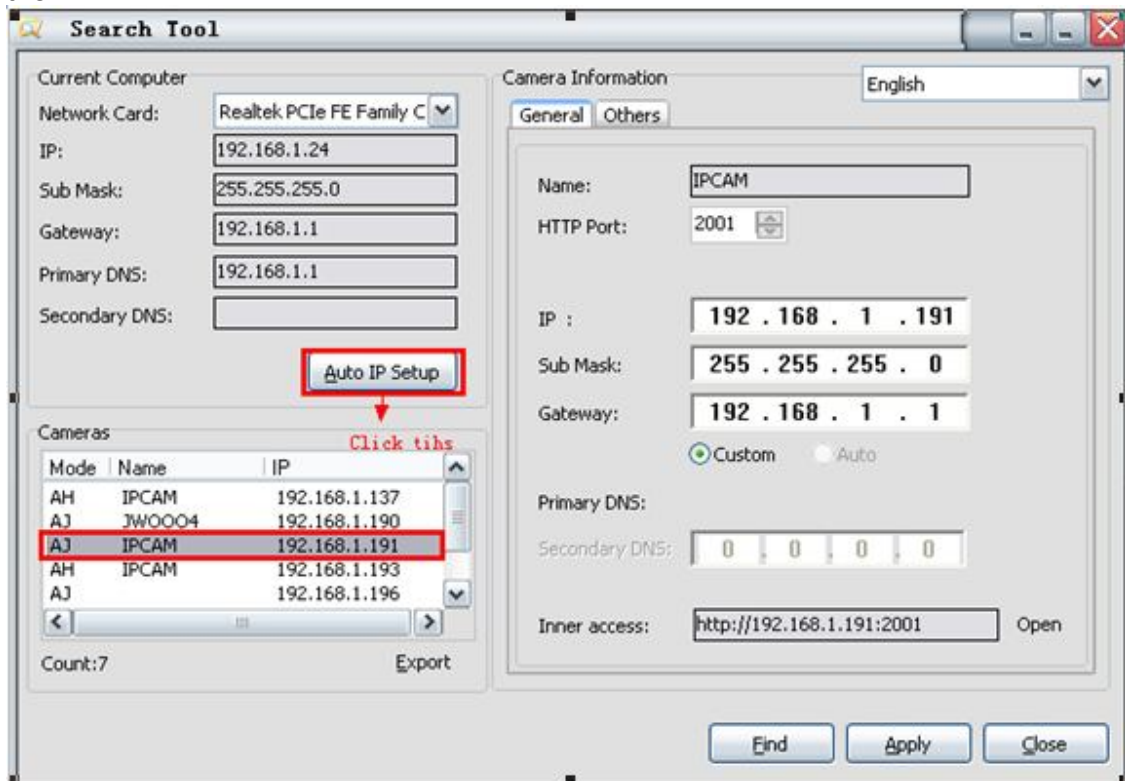 Search Tool
Current Computer
Network Card: Realtek PCIe FE Family C
IP: 192.168.1.24
Sub Mask: 255.255.255.0
Gateway: 192.168.1.1
Primary DNS: 192.168.1.1
Secondary DNS:
Auto IP Setup
Click tihs
Cameras
Mode Name IP
AH IPCAM 192.168.1.137
AJ JWOOO4 192.168.1.190
AJ IPCAM 192.168.1.191
AH IPCAM 192.168.1.193
AJ 192.168.1.196
Count:7 Export
Camera Information
English
General Others
Name: IPCAM
HTTP Port: 2001
IP : 192 . 168 . 1 . 191
Sub Mask: 255 . 255 . 255 . 0
Gateway: 192 . 168 . 1 . 1
Custom Auto
Primary DNS:
Secondary DNS: 0 . 0 . 0 . 0
Inner access: http://192.168.1.191:2001 Open
Find Apply Close